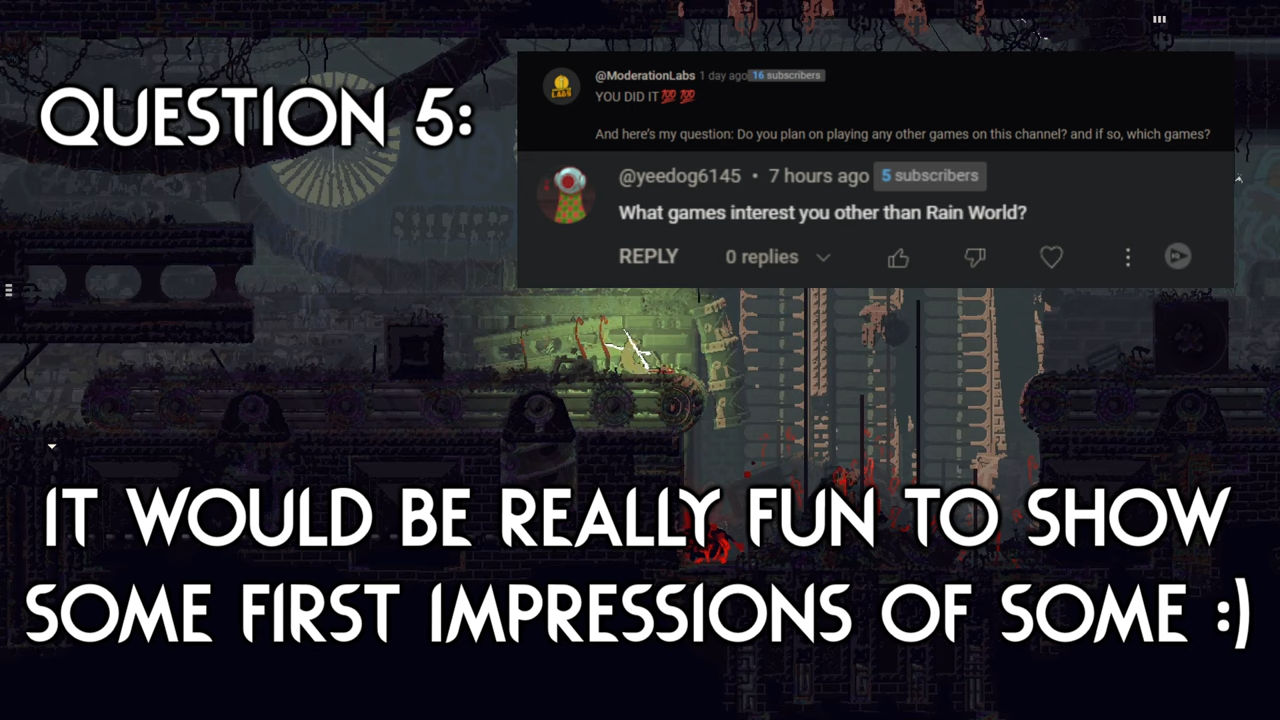 QUESTION 5:
@ModerationLabs 1 day ago 16 subscribers
YOU DID IT💯 💯
And here's my question: Do you plan on playing any other games on this channel? and if so, which games?
@yeedog6145 • 7 hours ago 5 subscribers
What games interest you other than Rain World?
REPLY 0 replies
IT WOULD BE REALLY FUN TO SHOW
SOME FIRST IMPRESSIONS OF SOME :)